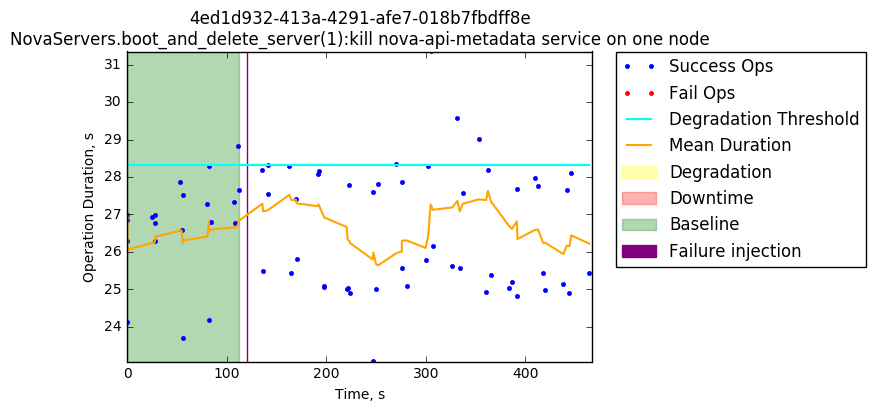 4ed1d932-413a-4291-afe7-018b7fbdff8e
NovaServers.boot_and_delete_server(1):kill nova-api-metadata service on one node
31
30
29
28
27
26
25
24
Operation Duration, s
0
100
200
300
400
Time, s
Success Ops
Fail Ops
Degradation Threshold
Mean Duration
Degradation
Downtime
Baseline
Failure injection